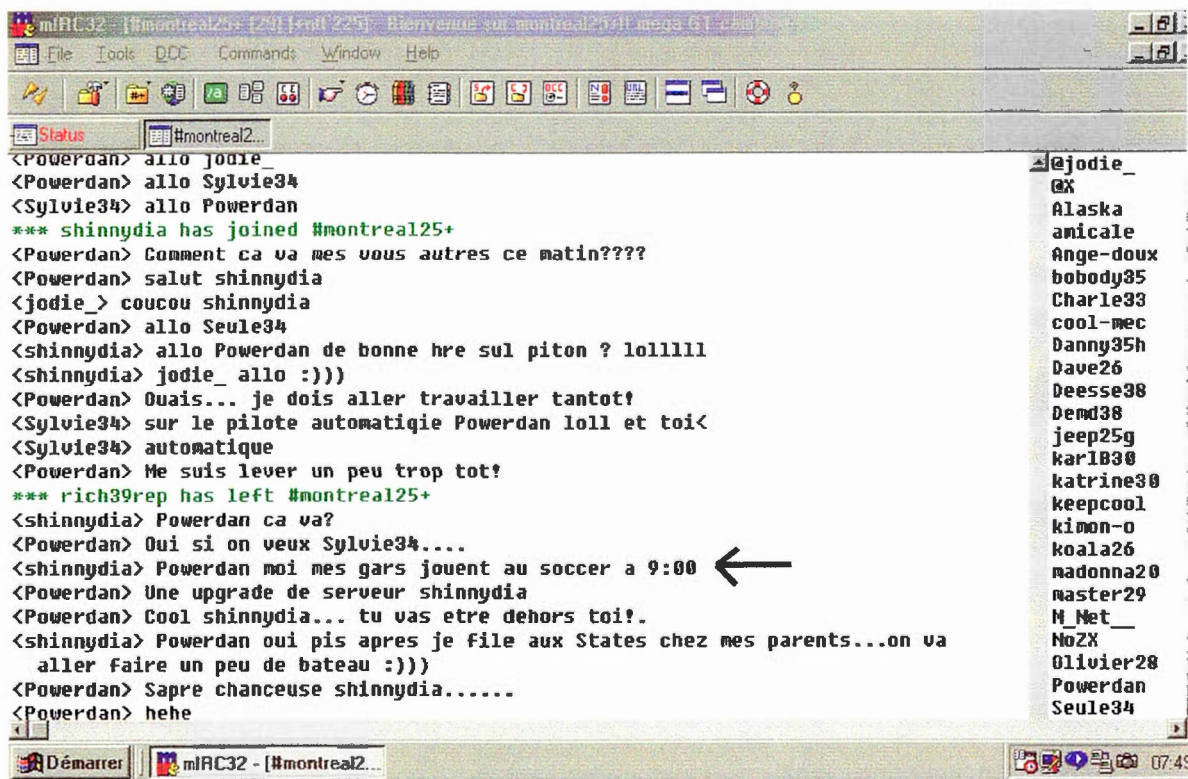 mIRC32 - [#montreal25+ [29] [+nlt 225]: Bienvenue sur montreal25+
File Tools DCC Commands Window Help
Status #montreal2...
<Powerdan> allo jodie_
<Powerdan> allo Sylvie34
<Sylvie34> allo Powerdan
*** shinnydia has joined #montreal25+
<Powerdan> Comment ca va mes vous autres ce matin????
<Powerdan> salut shinnydia
<jodie_> coucou shinnydia
<Powerdan> allo Seule34
<shinnydia> allo Powerdan de bonne hre sul piton ? lolllll
<shinnydia> jodie_ allo :)))
<Powerdan> Ouais... je dois aller travailler tantot!
<Sylvie34> sur le pilote automatiqie Powerdan loll et toi<
<Sylvie34> automatique
<Powerdan> Me suis lever un peu trop tot!
*** rich39rep has left #montreal25+
<shinnydia> Powerdan ca va?
<Powerdan> Oui si on veux Sylvie34....
<shinnydia> Powerdan moi mes gars jouent au soccer a 9:00
<Powerdan> Une upgrade de serveur shinnydia
<Powerdan> Cool shinnydia... tu vas etre dehors toi!.
<shinnydia> Powerdan oui pis apres je file aux States chez mes parents...on va
aller faire un peu de bateau :)))
<Powerdan> Sapre chanceuse shinnydia......
<Powerdan> hehe
@jodie_
@X
Alaska
amicale
Ange-doux
bobody35
Charle33
cool-mec
Danny35h
Dave26
Deesse38
Demd38
jeep25g
karlB30
katrine30
keepcool
kimon-o
koala26
madonna20
master29
M_Net__
NoZX
Olivier28
Powerdan
Seule34
Démarrer mIRC32 - [#montreal2... 07:49